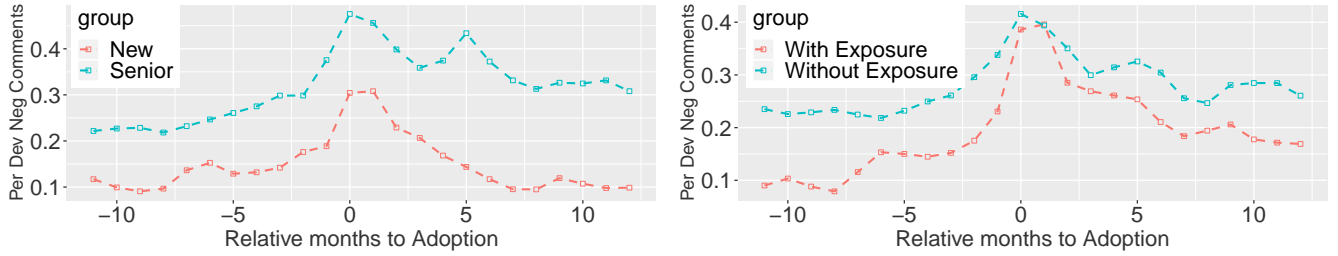 Per Dev Neg Comments
0.4
0.3
0.2
0.1
group
New
Senior
−10
−5
0
5
10
Relative months to Adoption
Per Dev Neg Comments
0.4
0.3
0.2
0.1
group
With Exposure
Without Exposure
−10
−5
0
5
10
Relative months to Adoption